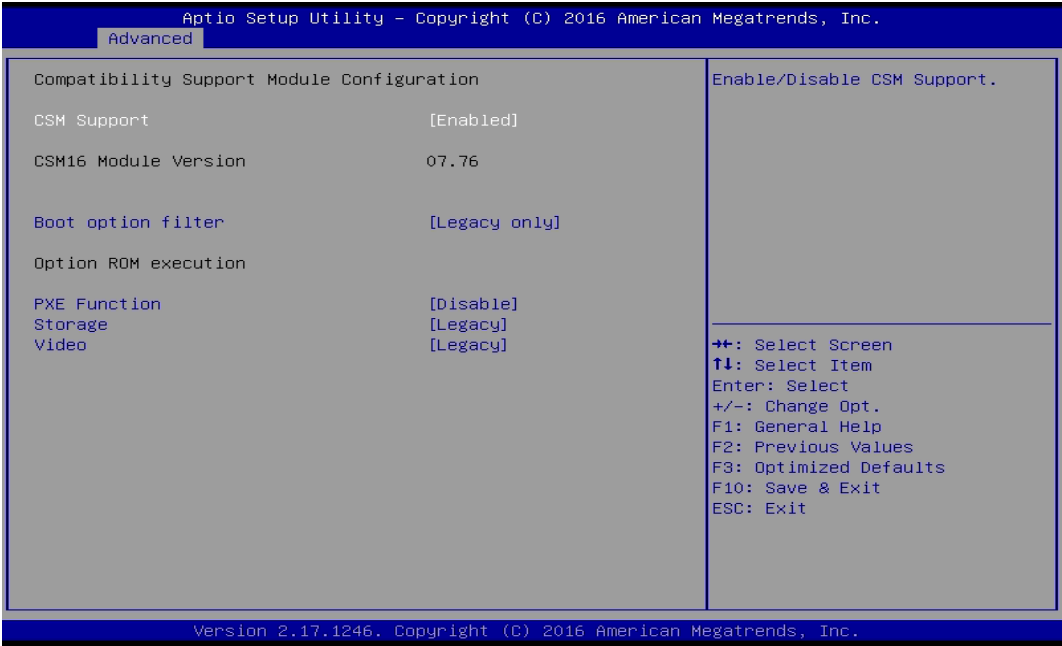 Aptio Setup Utility – Copyright (C) 2016 American Megatrends, Inc.
Advanced
Compatibility Support Module Configuration
CSM Support [Enabled]
CSM16 Module Version 07.76
Boot option filter [Legacy only]
Option ROM execution
PXE Function [Disable]
Storage [Legacy]
Video [Legacy]
Enable/Disable CSM Support.
→←: Select Screen
↑↓: Select Item
Enter: Select
+/-: Change Opt.
F1: General Help
F2: Previous Values
F3: Optimized Defaults
F10: Save & Exit
ESC: Exit
Version 2.17.1246. Copyright (C) 2016 American Megatrends, Inc.